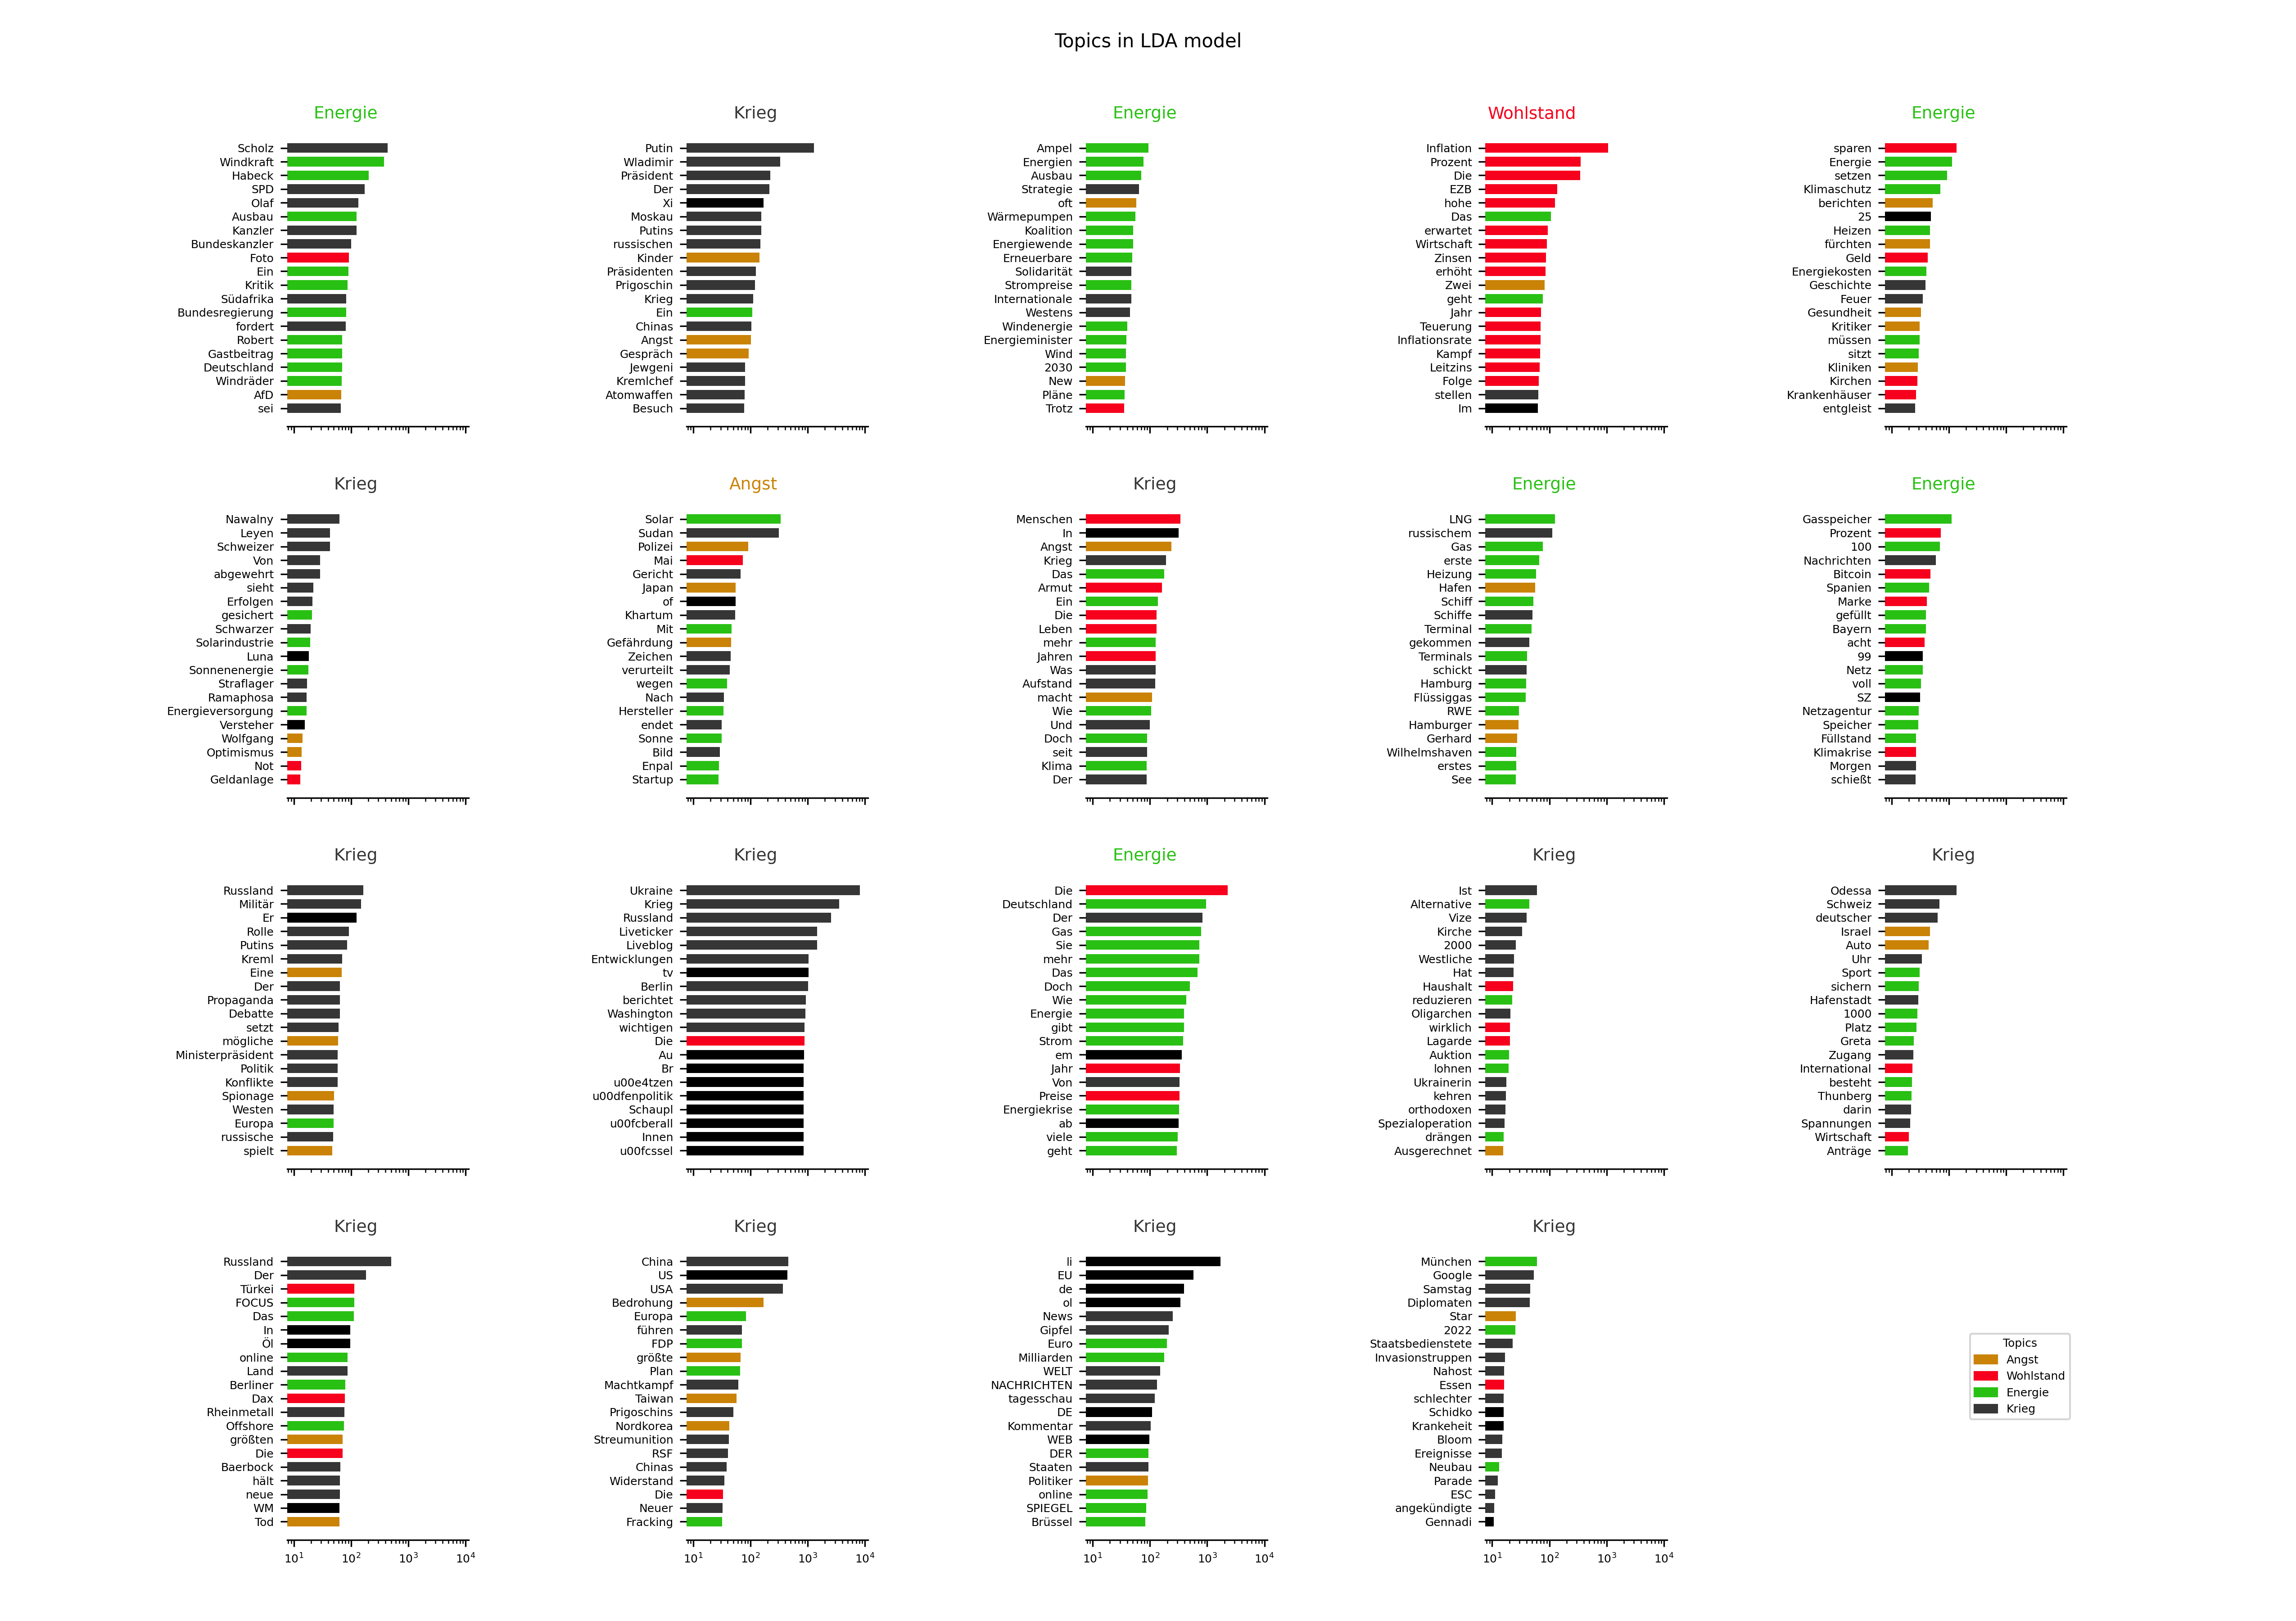 Topics in LDA model
Energie
Scholz
Windkraft
Habeck
SPD
Olaf
Ausbau
Kanzler
Bundeskanzler
Foto
Ein
Kritik
Südafrika
Bundesregierung
fordert
Robert
Gastbeitrag
Deutschland
Windräder
AfD
sei
Krieg
Putin
Wladimir
Präsident
Der
Xi
Moskau
Putins
russischen
Kinder
Präsidenten
Prigoschin
Krieg
Ein
Chinas
Angst
Gespräch
Jewgeni
Kremlchef
Atomwaffen
Besuch
Energie
Ampel
Energien
Ausbau
Strategie
oft
Wärmepumpen
Koalition
Energiewende
Erneuerbare
Solidarität
Strompreise
Internationale
Westens
Windenergie
Energieminister
Wind
2030
New
Pläne
Trotz
Wohlstand
Inflation
Prozent
Die
EZB
hohe
Das
erwartet
Wirtschaft
Zinsen
erhöht
Zwei
geht
Jahr
Teuerung
Inflationsrate
Kampf
Leitzins
Folge
stellen
Im
Energie
sparen
Energie
setzen
Klimaschutz
berichten
25
Heizen
fürchten
Geld
Energiekosten
Geschichte
Feuer
Gesundheit
Kritiker
müssen
sitzt
Kliniken
Kirchen
Krankenhäuser
entgleist
Krieg
Nawalny
Leyen
Schweizer
Von
abgewehrt
sieht
Erfolgen
gesichert
Schwarzer
Solarindustrie
Luna
Sonnenenergie
Straflager
Ramaphosa
Energieversorgung
Versteher
Wolfgang
Optimismus
Not
Geldanlage
Angst
Solar
Sudan
Polizei
Mai
Gericht
Japan
of
Khartum
Mit
Gefährdung
Zeichen
verurteilt
wegen
Nach
Hersteller
endet
Sonne
Bild
Enpal
Startup
Krieg
Menschen
In
Angst
Krieg
Das
Armut
Ein
Die
Leben
mehr
Jahren
Was
Aufstand
macht
Wie
Und
Doch
seit
Klima
Der
Energie
LNG
russischem
Gas
erste
Heizung
Hafen
Schiff
Schiffe
Terminal
gekommen
Terminals
schickt
Hamburg
Flüssiggas
RWE
Hamburger
Gerhard
Wilhelmshaven
erstes
See
Energie
Gasspeicher
Prozent
100
Nachrichten
Bitcoin
Spanien
Marke
gefüllt
Bayern
acht
99
Netz
voll
SZ
Netzagentur
Speicher
Füllstand
Klimakrise
Morgen
schießt
Krieg
Russland
Militär
Er
Rolle
Putins
Kreml
Eine
Der
Propaganda
Debatte
setzt
mögliche
Ministerpräsident
Politik
Konflikte
Spionage
Westen
Europa
russische
spielt
Krieg
Ukraine
Krieg
Russland
Liveticker
Liveblog
Entwicklungen
tv
Berlin
berichtet
Washington
wichtigen
Die
Au
Br
u00e4tzen
u00dfenpolitik
Schaupl
u00fcberall
Innen
u00fcssel
Energie
Die
Deutschland
Der
Gas
Sie
mehr
Das
Doch
Wie
Energie
gibt
Strom
em
Jahr
Von
Preise
Energiekrise
ab
viele
geht
Krieg
Ist
Alternative
Vize
Kirche
2000
Westliche
Hat
Haushalt
reduzieren
Oligarchen
wirklich
Lagarde
Auktion
lohnen
Ukrainerin
kehren
orthodoxen
Spezialoperation
drängen
Ausgerechnet
Krieg
Odessa
Schweiz
deutscher
Israel
Auto
Uhr
Sport
sichern
Hafenstadt
1000
Platz
Greta
Zugang
International
besteht
Thunberg
darin
Spannungen
Wirtschaft
Anträge
Krieg
Russland
Der
Türkei
FOCUS
Das
In
Öl
online
Land
Berliner
Dax
Rheinmetall
Offshore
größten
Die
Baerbock
hält
neue
WM
Tod
10¹ 10² 10³ 10⁴
Krieg
China
US
USA
Bedrohung
Europa
führen
FDP
größte
Plan
Machtkampf
Taiwan
Prigoschins
Nordkorea
Streumunition
RSF
Chinas
Widerstand
Die
Neuer
Fracking
10¹ 10² 10³ 10⁴
Krieg
li
EU
de
ol
News
Gipfel
Euro
Milliarden
WELT
NACHRICHTEN
tagesschau
DE
Kommentar
WEB
DER
Staaten
Politiker
online
SPIEGEL
Brüssel
10¹ 10² 10³ 10⁴
Krieg
München
Google
Samstag
Diplomaten
Star
2022
Staatsbedienstete
Invasionstruppen
Nahost
Essen
schlechter
Schidko
Krankeheit
Bloom
Ereignisse
Neubau
Parade
ESC
angekündigte
Gennadi
10¹ 10² 10³ 10⁴
Topics
Angst
Wohlstand
Energie
Krieg